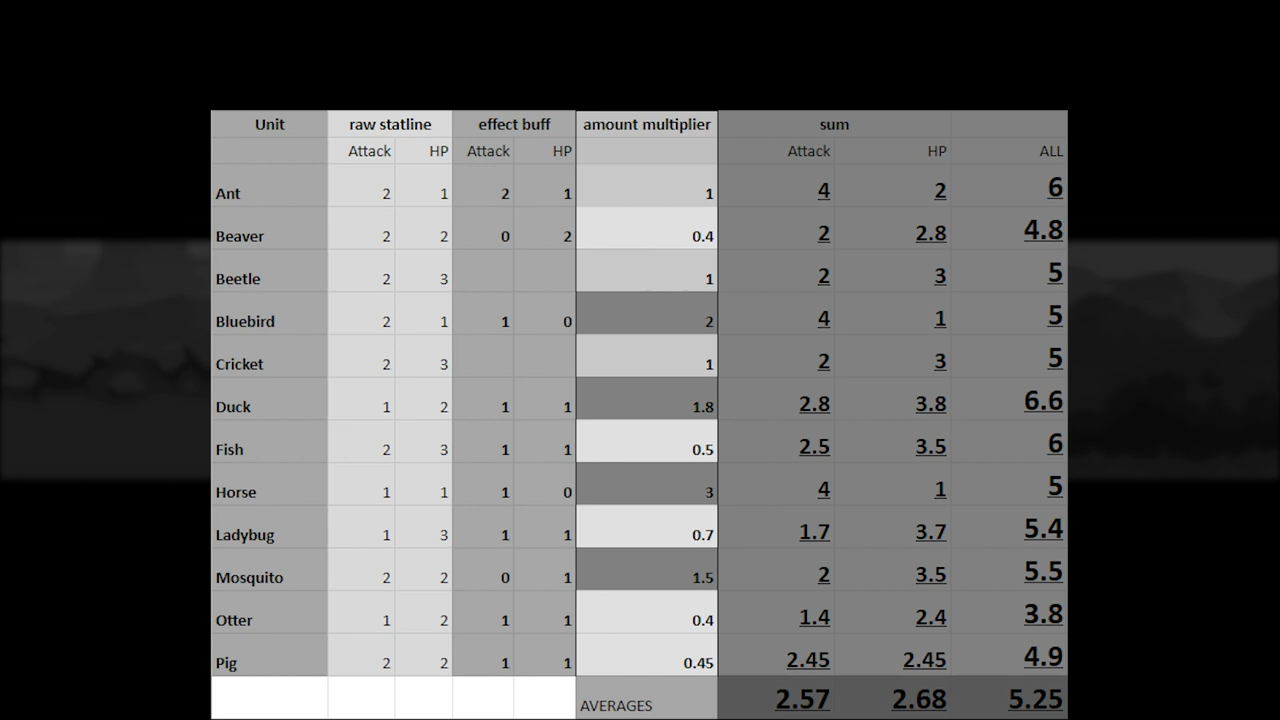 Unit raw statline effect buff amount multiplier sum
Attack HP Attack HP Attack HP ALL
Ant 2 1 2 1 1 4 2 6
Beaver 2 2 0 2 0.4 2 2.8 4.8
Beetle 2 3 1 2 3 5
Bluebird 2 1 1 0 2 4 1 5
Cricket 2 3 1 2 3 5
Duck 1 2 1 1 1.8 2.8 3.8 6.6
Fish 2 3 1 1 0.5 2.5 3.5 6
Horse 1 1 1 0 3 4 1 5
Ladybug 1 3 1 1 0.7 1.7 3.7 5.4
Mosquito 2 2 0 1 1.5 2 3.5 5.5
Otter 1 2 1 1 0.4 1.4 2.4 3.8
Pig 2 2 1 1 0.45 2.45 2.45 4.9
AVERAGES 2.57 2.68 5.25